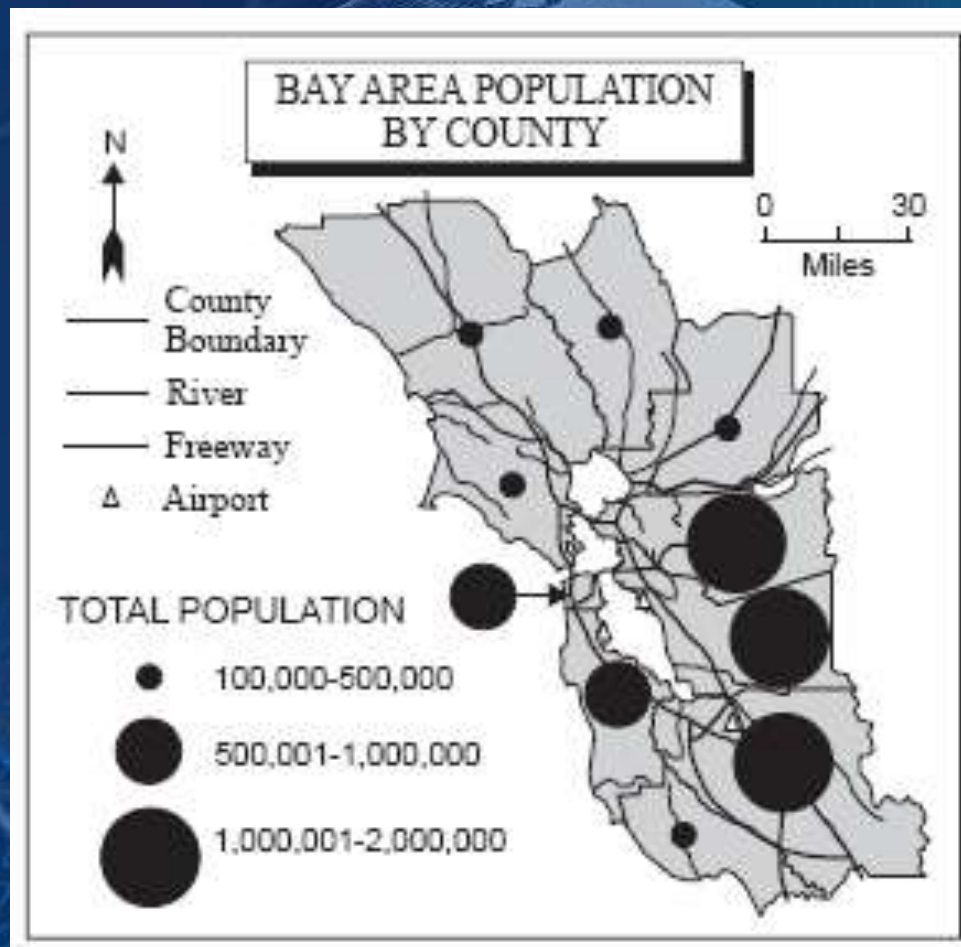 BAY AREA POPULATION
BY COUNTY
N
0 30
Miles
County
Boundary
River
Freeway
Airport
TOTAL POPULATION
100,000-500,000
500,001-1,000,000
1,000,001-2,000,000